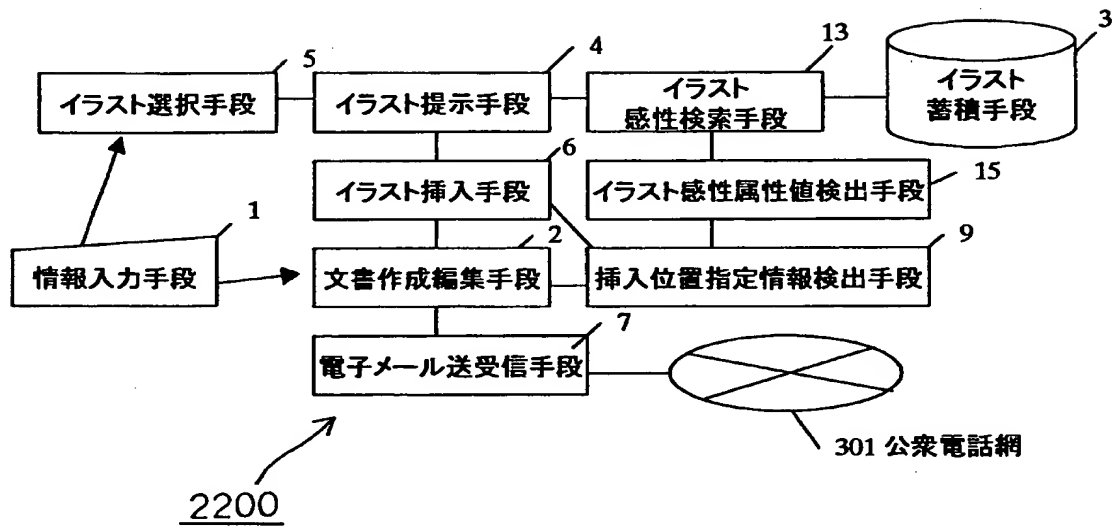 5
4
13
3
イラスト選択手段
イラスト提示手段
イラスト
感性検索手段
イラスト
蓄積手段
6
15
イラスト挿入手段
イラスト感性属性値検出手段
1
2
9
情報入力手段
文書作成編集手段
挿入位置指定情報検出手段
7
電子メール送受信手段
301 公衆電話網
2200